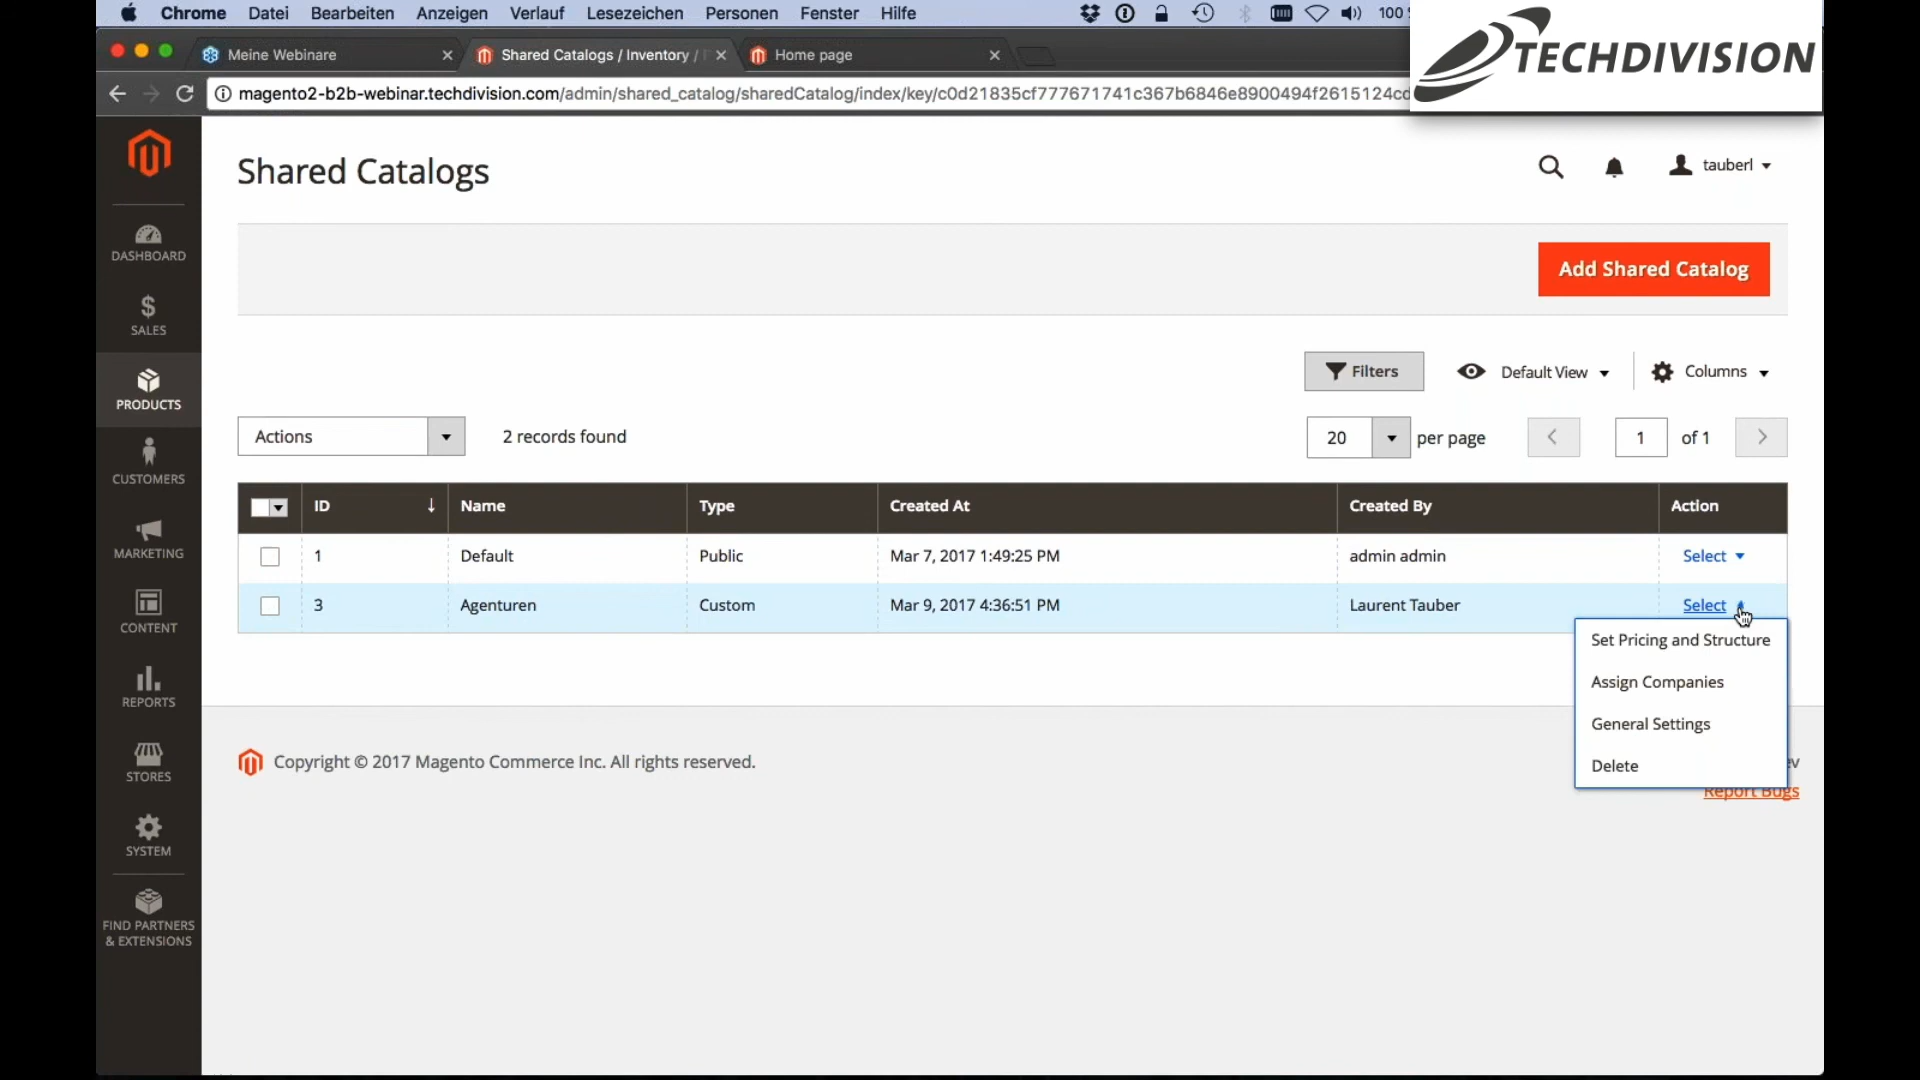 Chrome Datei Bearbeiten Anzeigen Verlauf Lesezeichen Personen Fenster Hilfe 100
TECHDIVISION
Meine Webinare
Shared Catalogs / Inventory /
Home page
magento2-b2b-webinar.techdivision.com/admin/shared_catalog/sharedCatalog/index/key/c0d21835cf777671741c367b6846e8900494f2615124cd
Shared Catalogs
tauberl
DASHBOARD
SALES
PRODUCTS
CUSTOMERS
MARKETING
CONTENT
REPORTS
STORES
SYSTEM
FIND PARTNERS
& EXTENSIONS
Add Shared Catalog
Filters
Default View
Columns
Actions
2 records found
20 per page
1 of 1
ID Name Type Created At Created By Action
1 Default Public Mar 7, 2017 1:49:25 PM admin admin Select
3 Agenturen Custom Mar 9, 2017 4:36:51 PM Laurent Tauber Select
Set Pricing and Structure
Assign Companies
General Settings
Delete
Copyright © 2017 Magento Commerce Inc. All rights reserved.
Report Bugs